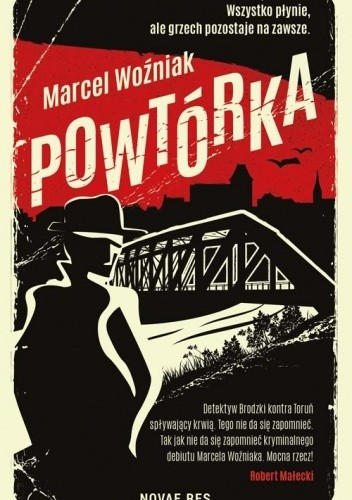 Wszystko płynie,
ale grzech pozostaje na zawsze.
Marcel Woźniak
POWTÓRKA
Detektyw Brodzki kontra Toruń
spływający krwią. Tego nie da się zapomnieć.
Tak jak nie da się zapomnieć kryminalnego
debiutu Marcela Woźniaka. Mocna rzecz!
Robert Małecki
NOVAE RES